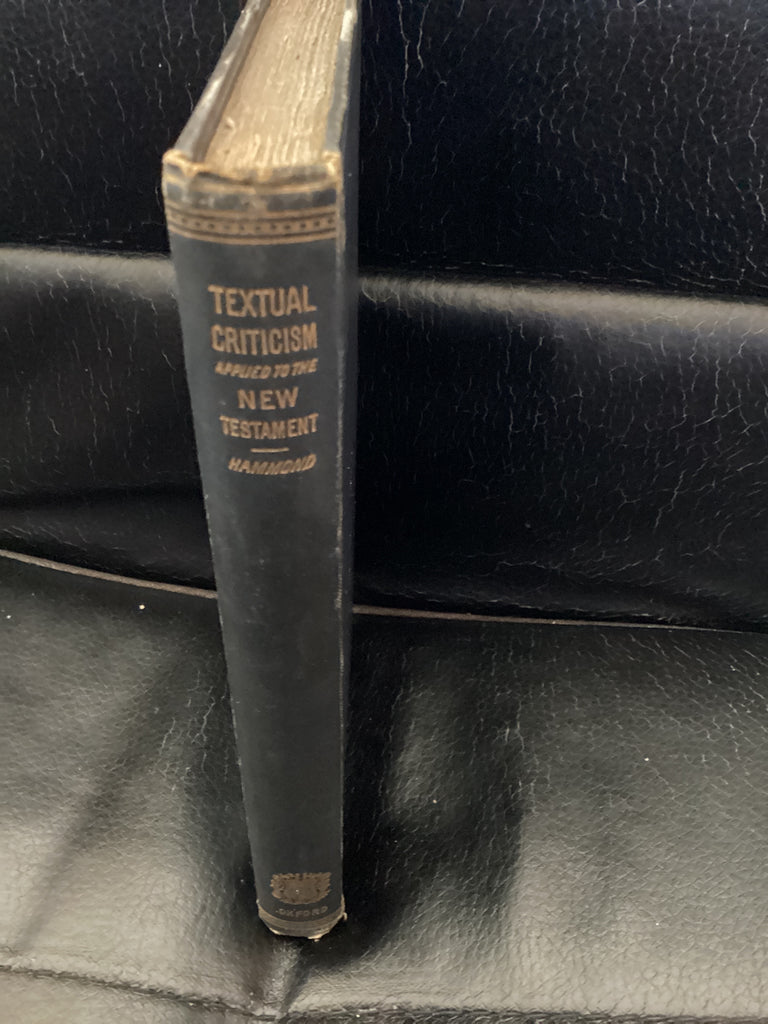 TEXTUAL
CRITICISM
APPLIED TO THE
NEW
TESTAMENT
HAMMOND
OXFORD